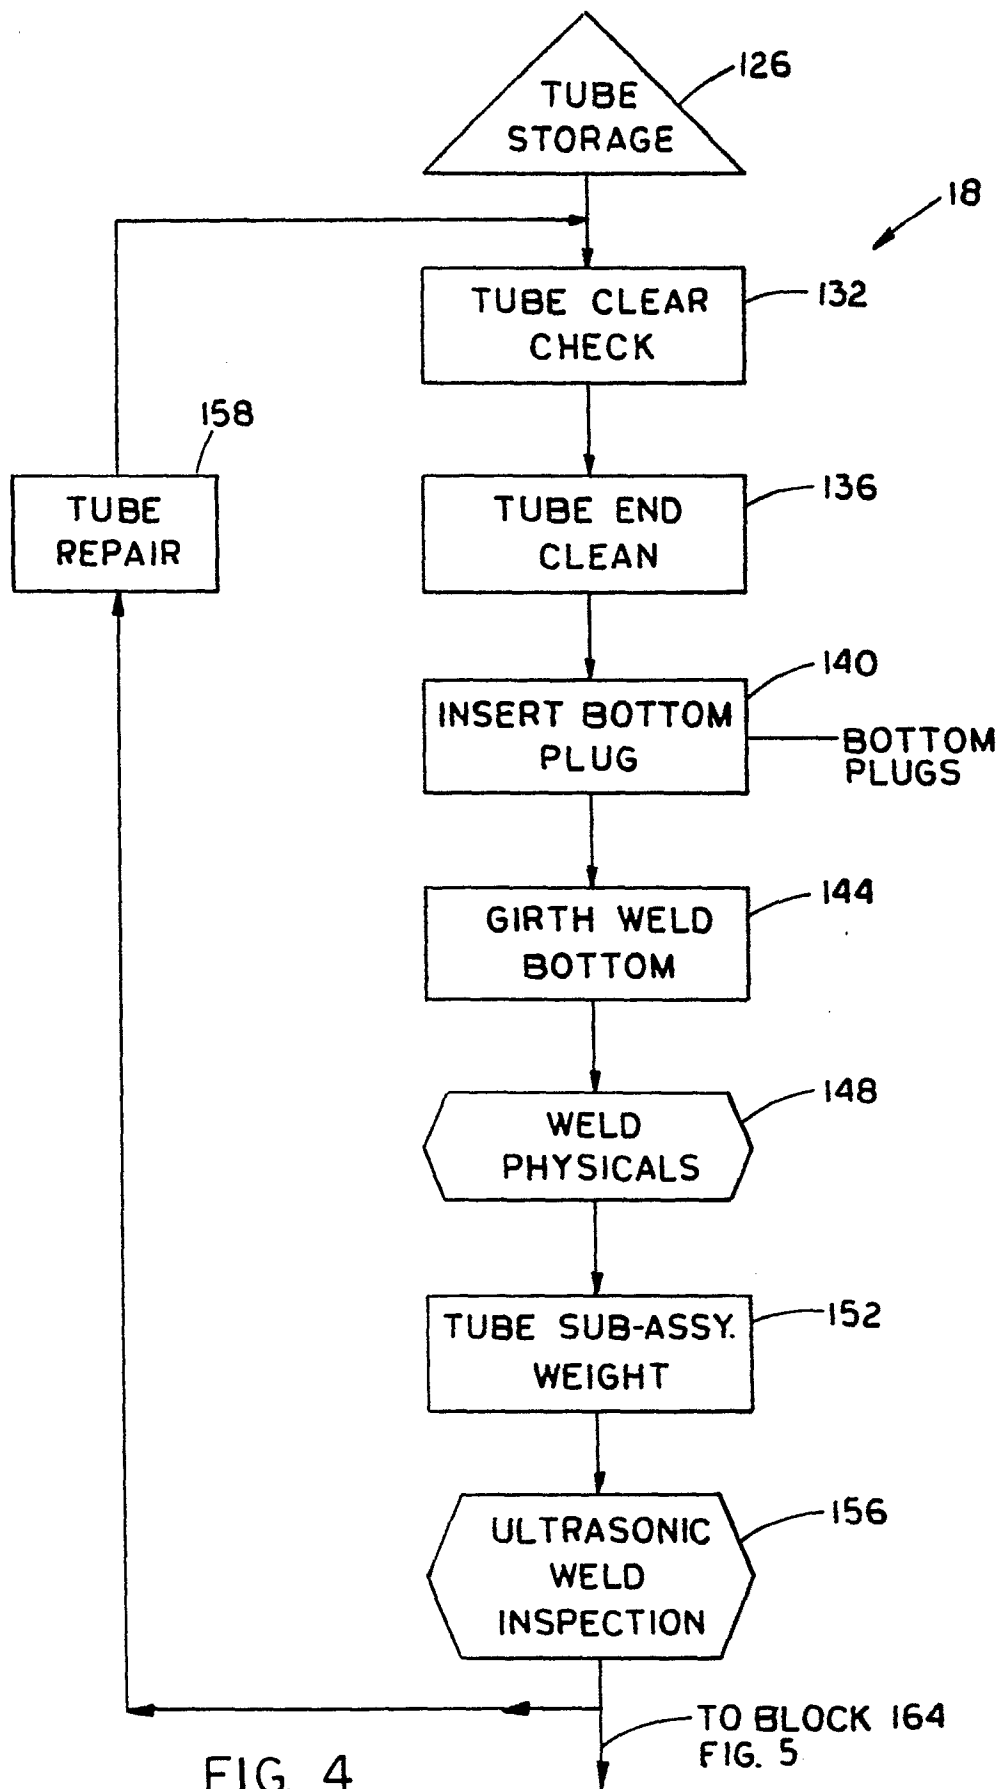 TUBE
STORAGE
126
18
TUBE CLEAR
CHECK
132
158
TUBE
REPAIR
TUBE END
CLEAN
136
INSERT BOTTOM
PLUG
140
BOTTOM
PLUGS
GIRTH WELD
BOTTOM
144
WELD
PHYSICALS
148
TUBE SUB-ASSY.
WEIGHT
152
ULTRASONIC
WELD
INSPECTION
156
TO BLOCK 164
FIG. 5
FIG. 4